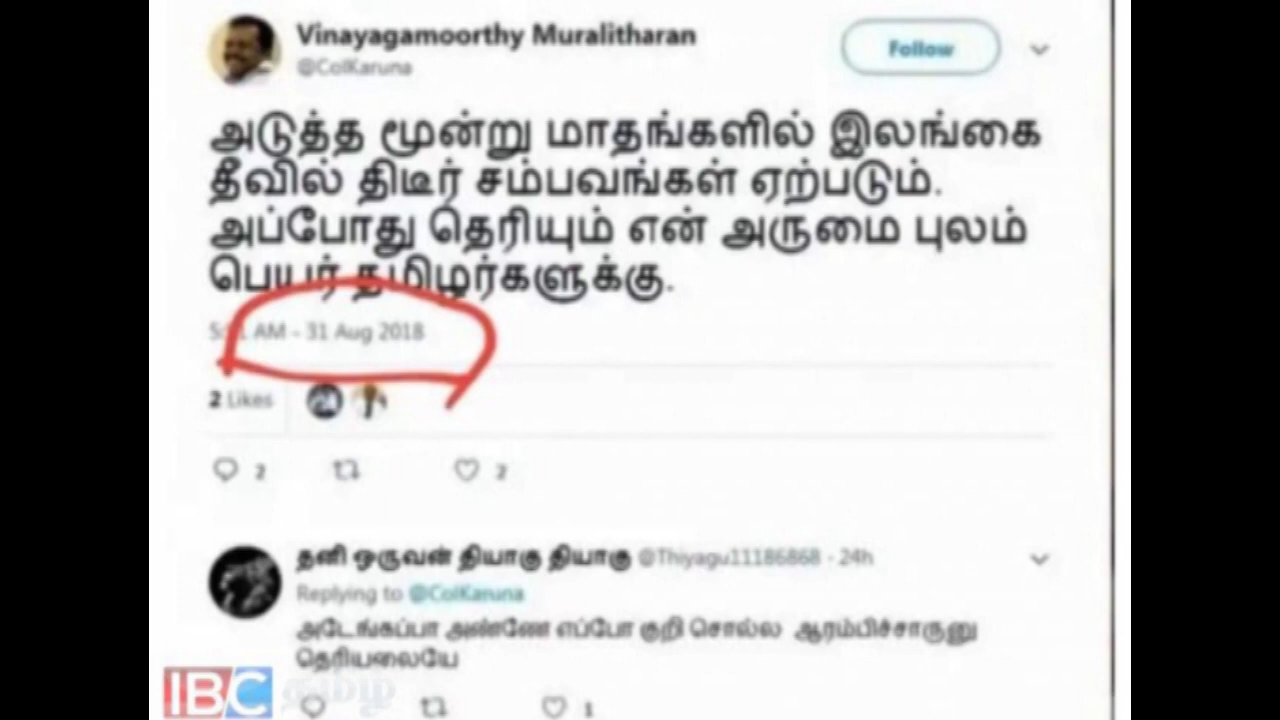 Vinayagamoorthy Muralitharan
@ColKaruna
Follow
அடுத்த மூன்று மாதங்களில் இலங்கை
தீவில் திடீர் சம்பவங்கள் ஏற்படும்.
அப்போது தெரியும் என் அருமை புலம்
பெயர் தமிழர்களுக்கு.
AM - 31 Aug 2018
2 Likes
2 2
தனி ஒருவன் தியாகு தியாகு @Thiyagu11186868 · 24h
Replying to @ColKaruna
அடேங்கப்பா அண்ணே எப்போ குறி சொல்ல ஆரம்பிச்சாருனு
தெரியலையே
1
IBC தமிழ்